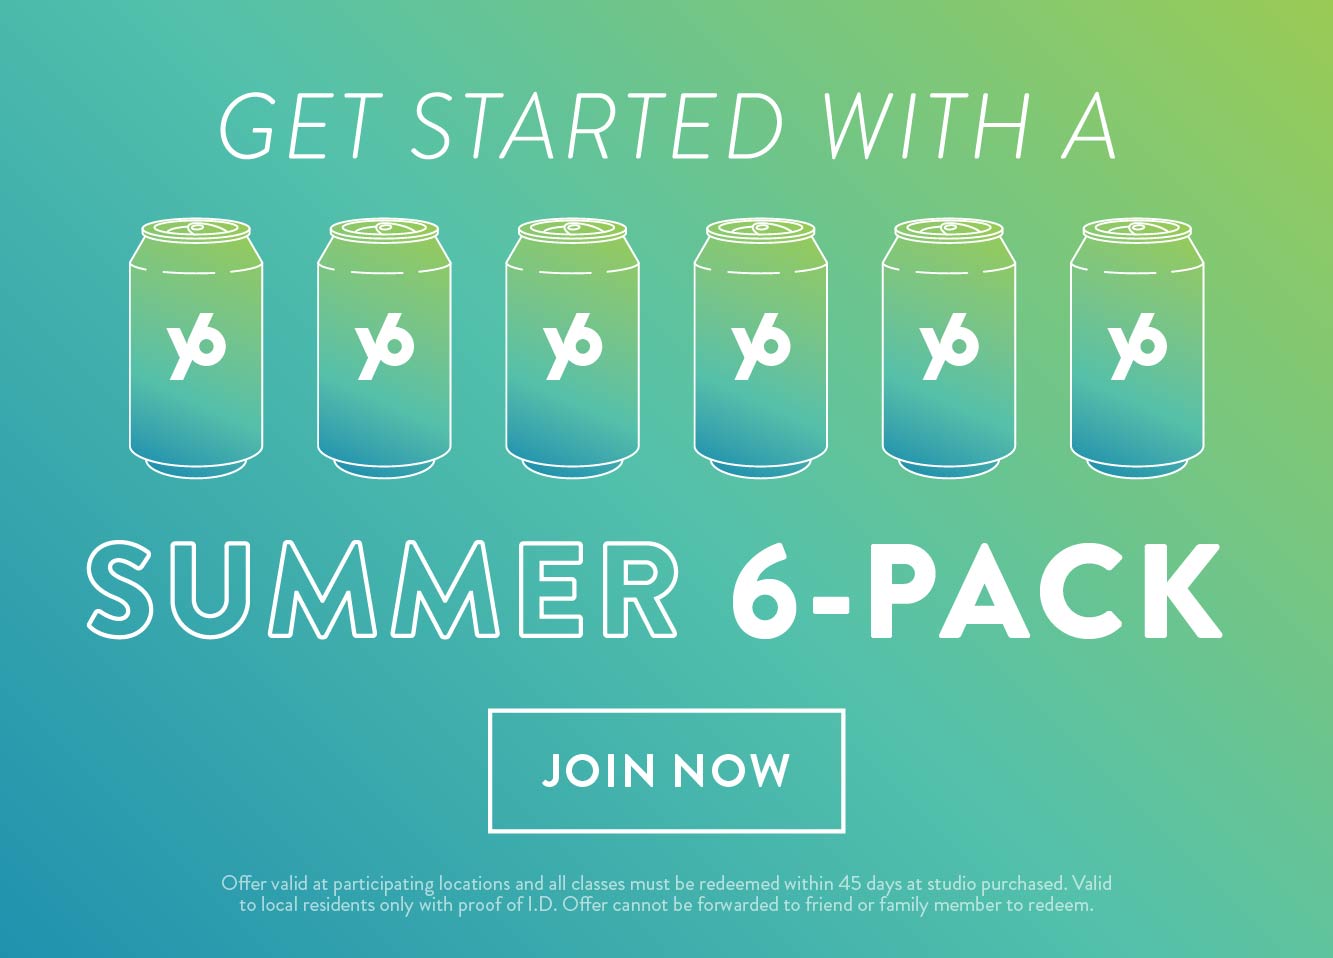 GET STARTED WITH A
y6 y6 y6 y6 y6 y6
SUMMER 6-PACK
JOIN NOW
Offer valid at participating locations and all classes must be redeemed within 45 days at studio purchased. Valid
to local residents only with proof of I.D. Offer cannot be forwarded to friend or family member to redeem.